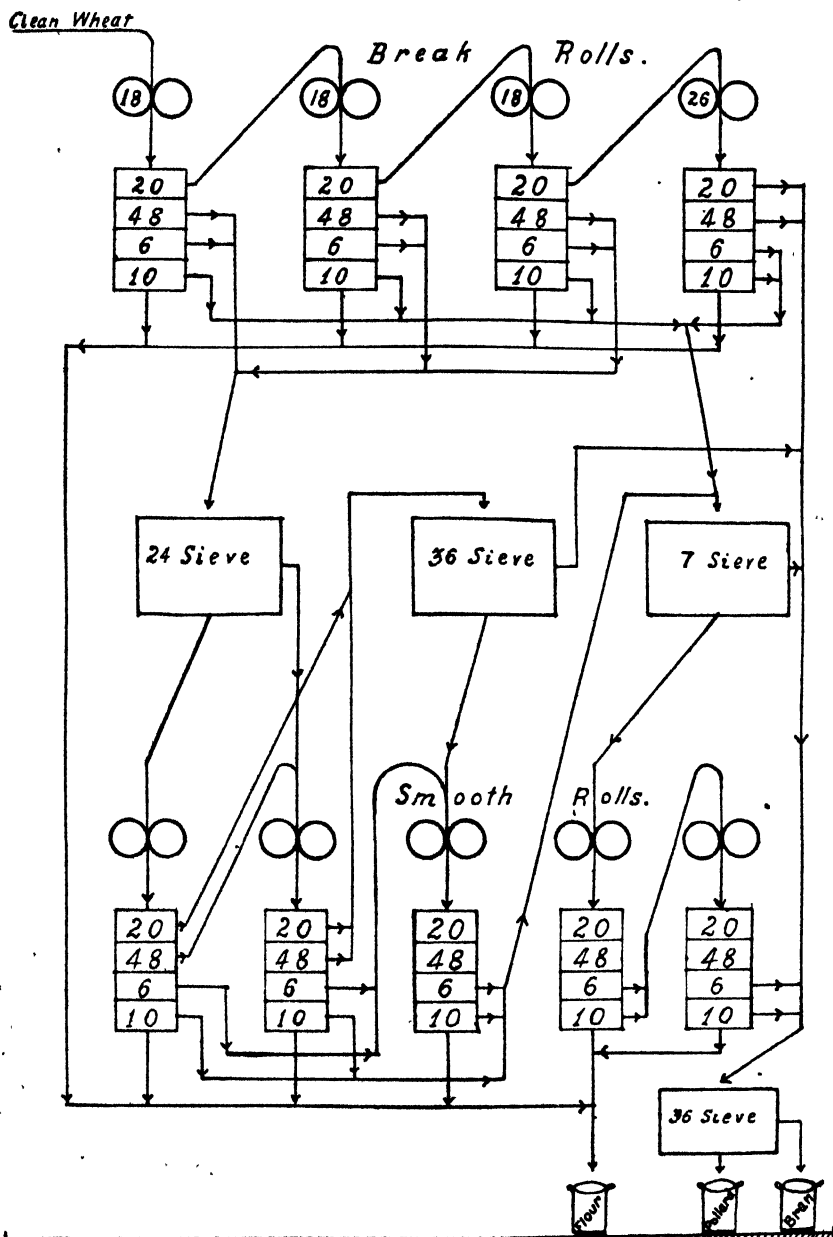 Clean Wheat
Break Rolls.
18 18 18 26
20 20 20 20
48 48 48 48
6 6 6 6
10 10 10 10
24 Sieve 36 Sieve 7 Sieve
Smooth Rolls.
20 20 20 20 20
48 48 48 48 48
6 6 6 6 6
10 10 10 10 10
36 Sieve
Flour Pollard Bran